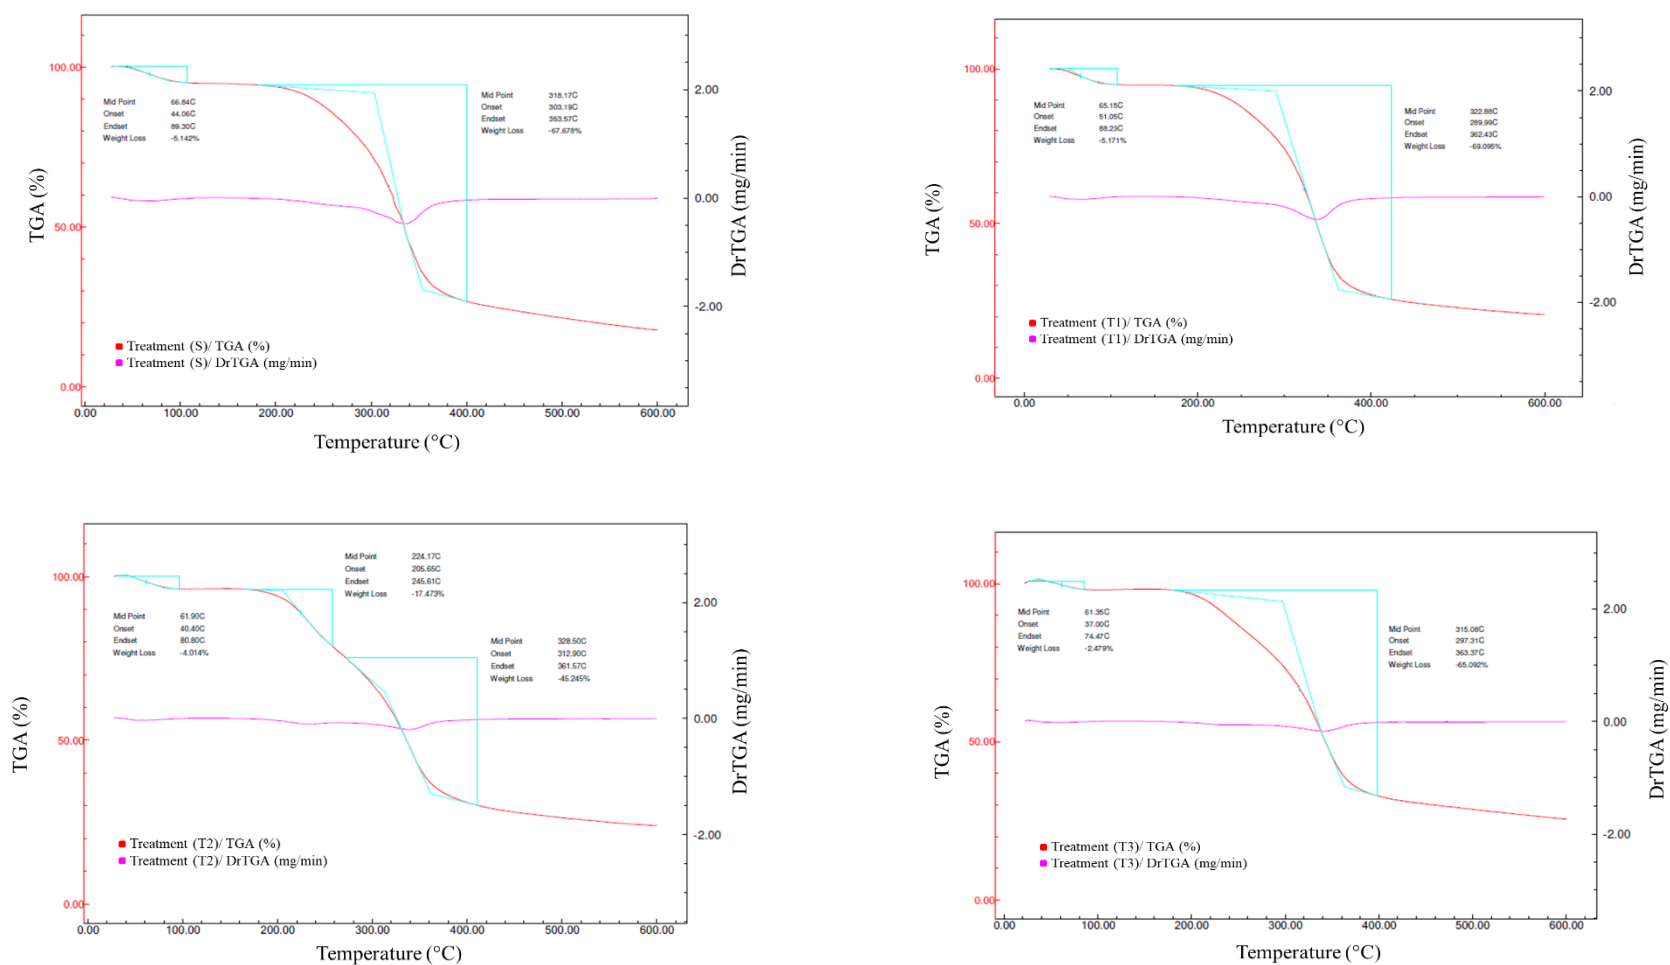 100.00
50.00
0.00
TGA (%)
2.00
0.00
-2.00
DrTGA (mg/min)
Mid Point 66.84C
Onset 44.06C
Endset 89.30C
Weight Loss -5.142%
Mid Point 318.17C
Onset 303.19C
Endset 353.57C
Weight Loss -67.678%
Treatment (S)/ TGA (%)
Treatment (S)/ DrTGA (mg/min)
0.00 100.00 200.00 300.00 400.00 500.00 600.00
Temperature (°C)
100.00
50.00
0.00
TGA (%)
2.00
0.00
-2.00
DrTGA (mg/min)
Mid Point 65.15C
Onset 51.05C
Endset 88.23C
Weight Loss -5.171%
Mid Point 322.88C
Onset 289.99C
Endset 362.43C
Weight Loss -69.095%
Treatment (T1)/ TGA (%)
Treatment (T1)/ DrTGA (mg/min)
0.00 200.00 400.00 600.00
Temperature (°C)
100.00
50.00
0.00
TGA (%)
2.00
0.00
-2.00
DrTGA (mg/min)
Mid Point 224.17C
Onset 205.65C
Endset 245.61C
Weight Loss -17.473%
Mid Point 61.90C
Onset 40.40C
Endset 80.80C
Weight Loss -4.014%
Mid Point 328.50C
Onset 312.90C
Endset 361.57C
Weight Loss -45.245%
Treatment (T2)/ TGA (%)
Treatment (T2)/ DrTGA (mg/min)
0.00 100.00 200.00 300.00 400.00 500.00 600.00
Temperature (°C)
100.00
50.00
0.00
TGA (%)
2.00
0.00
-2.00
DrTGA (mg/min)
Mid Point 61.35C
Onset 37.00C
Endset 74.47C
Weight Loss -2.479%
Mid Point 315.08C
Onset 297.31C
Endset 363.37C
Weight Loss -65.092%
Treatment (T3)/ TGA (%)
Treatment (T3)/ DrTGA (mg/min)
0.00 100.00 200.00 300.00 400.00 500.00 600.00
Temperature (°C)